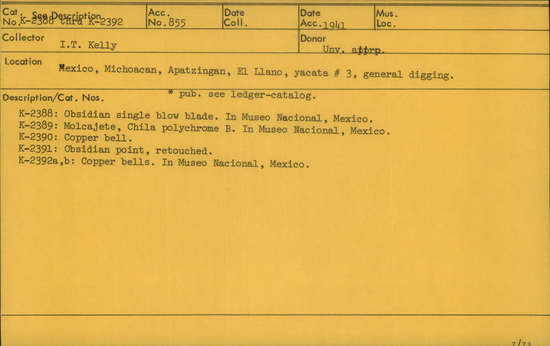 Cat. See Description Acc. Date Date Mus.
No. K-2388 thru K-2392 No. 855 Coll. Acc. 1941 Loc.
Collector Donor
I.T. Kelly Unv. apprp.
Location
Mexico, Michoacan, Apatzingan, El Llano, yacata # 3, general digging.
* pub. see ledger-catalog.
Description/Cat. Nos.
K-2388: Obsidian single blow blade. In Museo Nacional, Mexico.
K-2389: Molcajete, Chila polychrome B. In Museo Nacional, Mexico.
K-2390: Copper bell.
K-2391: Obsidian point, retouched.
K-2392a,b: Copper bells. In Museo Nacional, Mexico.